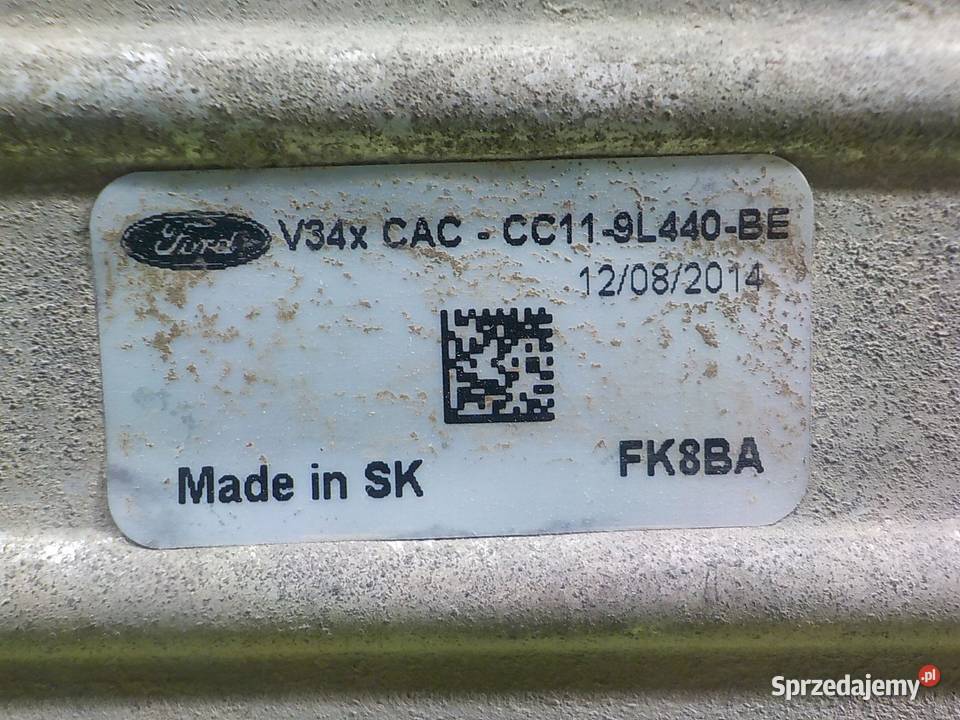 Ford V34x CAC - CC11-9L440-BE
12/08/2014
Made in SK
FK8BA
Sprzedajemy.pl